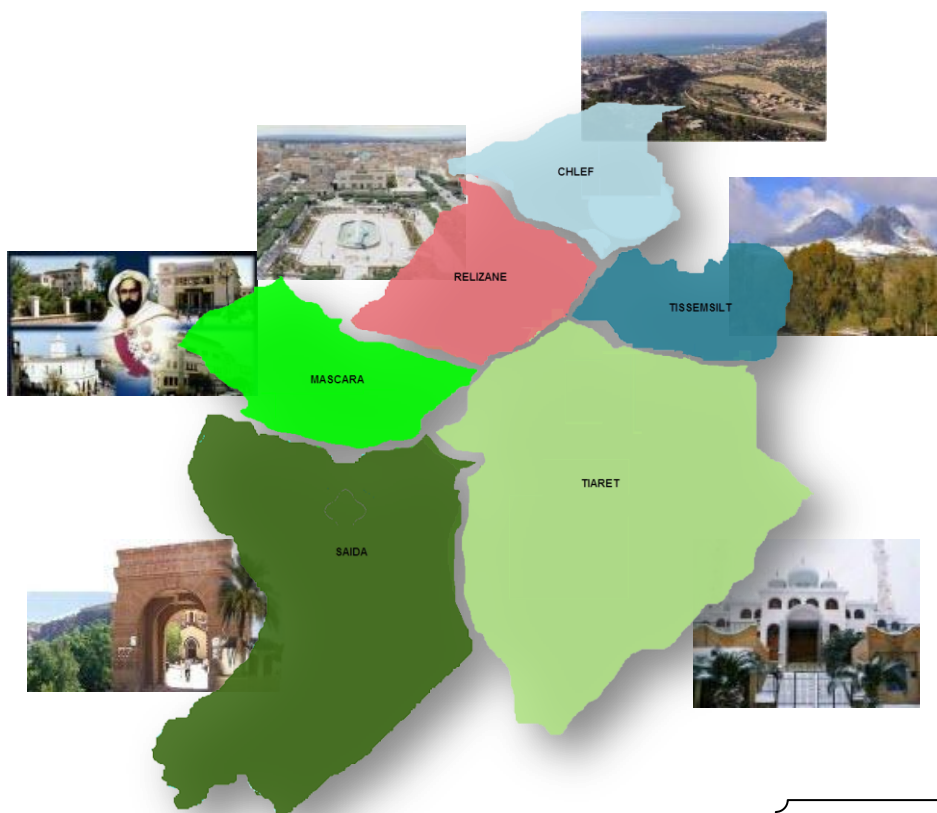 CHLEF
RELIZANE
TISSEMSILT
MASCARA
TIARET
SAIDA